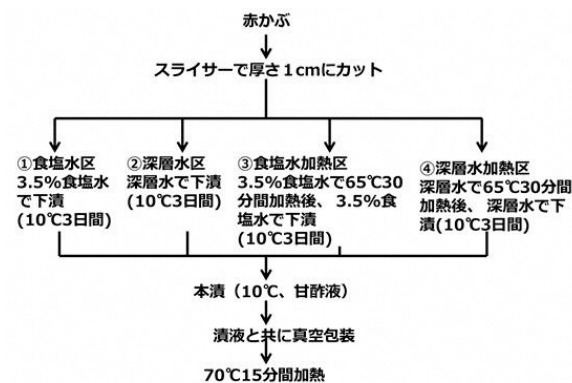 赤かぶ
スライサーで厚さ１cmにカット
①食塩水区
3.5%食塩水
で下漬
(10℃3日間)
②深層水区
深層水で下漬
(10℃3日間)
③食塩水加熱区
3.5%食塩水で65℃30
分間加熱後、3.5%食
塩水で下漬
(10℃3日間)
④深層水加熱区
深層水で65℃30分間
加熱後、深層水で下
漬(10℃3日間)
本漬（10℃、甘酢液）
漬液と共に真空包装
70℃15分間加熱